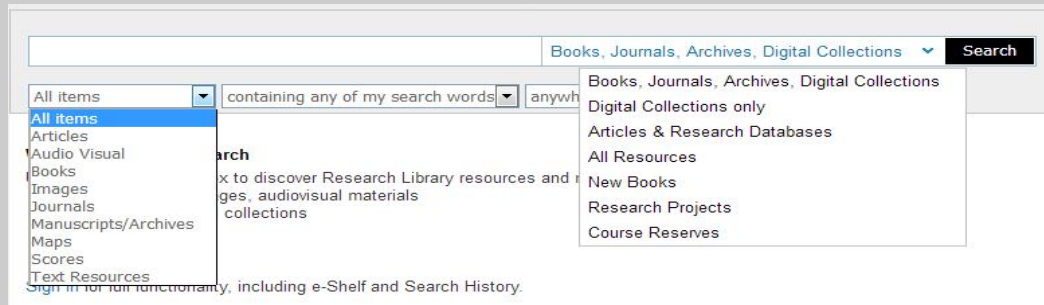 Books, Journals, Archives, Digital Collections Search
All items containing any of my search words
All items
Articles
Audio Visual
Books
Images
Journals
Manuscripts/Archives
Maps
Scores
Text Resources
Books, Journals, Archives, Digital Collections
Digital Collections only
Articles & Research Databases
All Resources
New Books
Research Projects
Course Reserves
to discover Research Library resources and
audiovisual materials
collections
Sign in for full functionality, including e-Shelf and Search History.